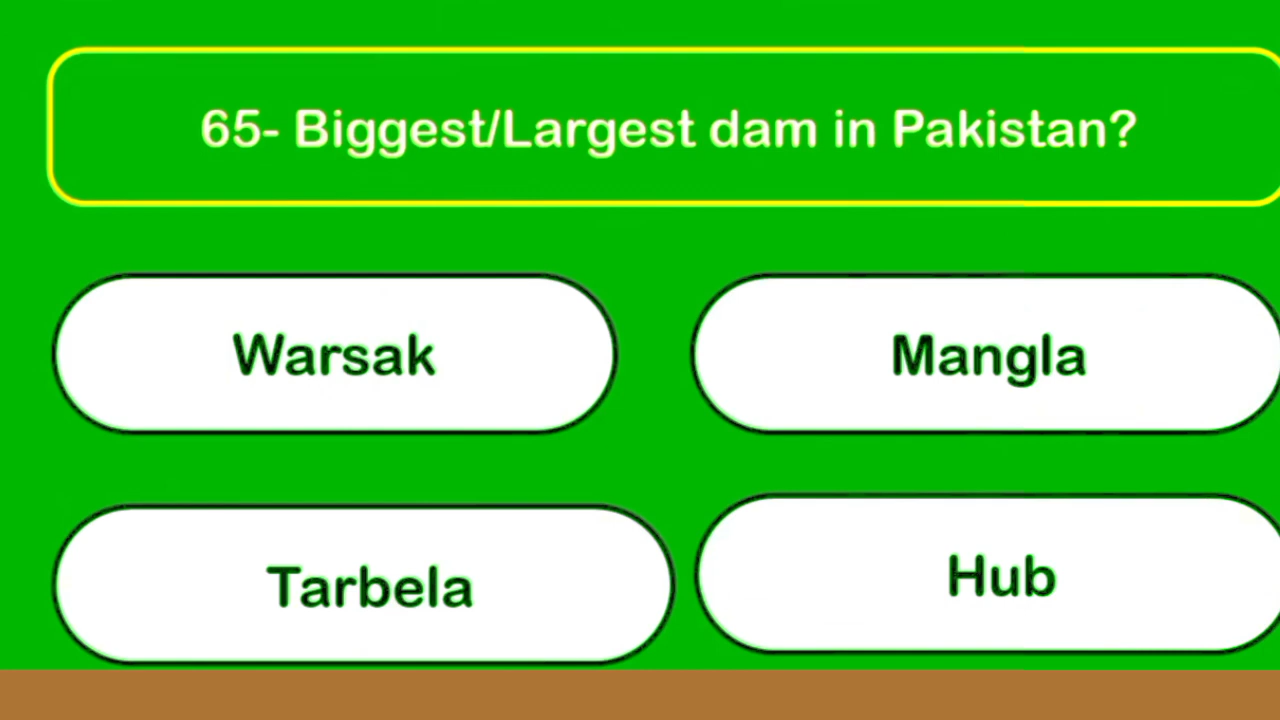 65- Biggest/Largest dam in Pakistan?
Warsak
Mangla
Tarbela
Hub